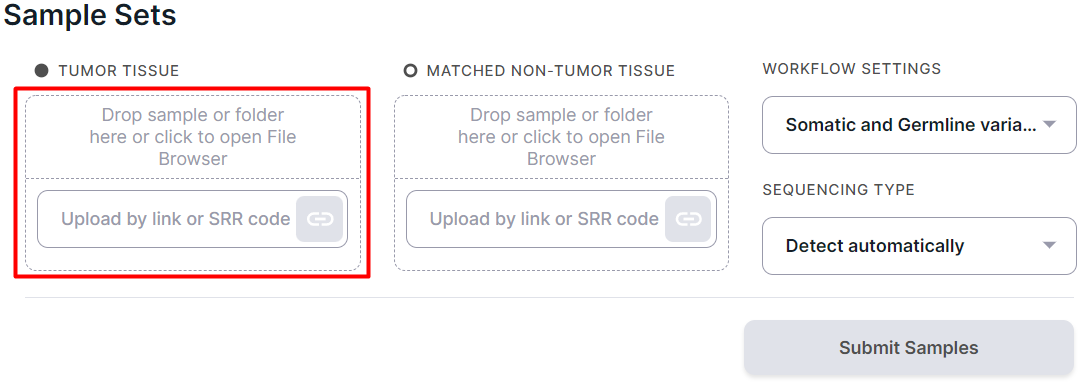 Sample Sets
TUMOR TISSUE
Drop sample or folder
here or click to open File
Browser
Upload by link or SRR code
MATCHED NON-TUMOR TISSUE
Drop sample or folder
here or click to open File
Browser
Upload by link or SRR code
WORKFLOW SETTINGS
Somatic and Germline varia...
SEQUENCING TYPE
Detect automatically
Submit Samples